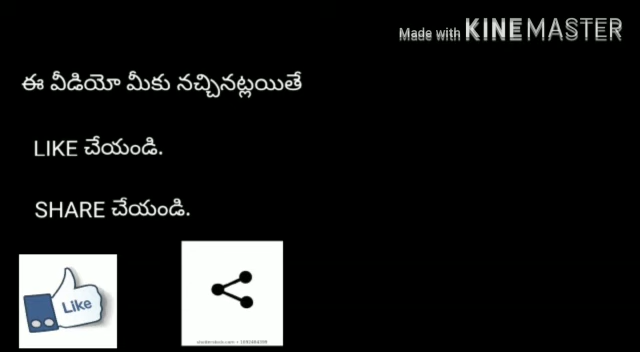 Made with KINEMASTER
ఈ వీడియో మీకు నచ్చినట్లయితే
LIKE చేయండి.
SHARE చేయండి.
Like